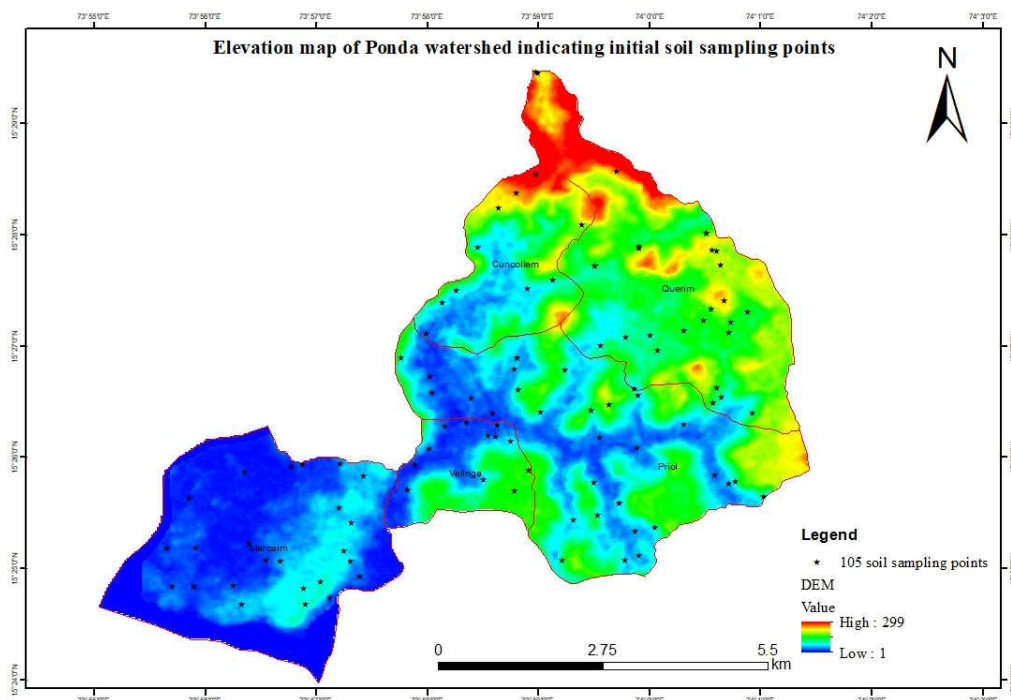 73°55'0"E 73°56'0"E 73°57'0"E 73°58'0"E 73°59'0"E 74°0'0"E 74°1'0"E 74°2'0"E 74°3'0"E
Elevation map of Ponda watershed indicating initial soil sampling points
N
15°29'0"N
15°28'0"N
Cuncoliem
Querim
15°27'0"N
15°26'0"N
Velinga
Priol
Legend
15°25'0"N
Marcaim
105 soil sampling points
DEM
Value
High : 299
Low : 1
0 2.75 5.5
km
15°24'0"N